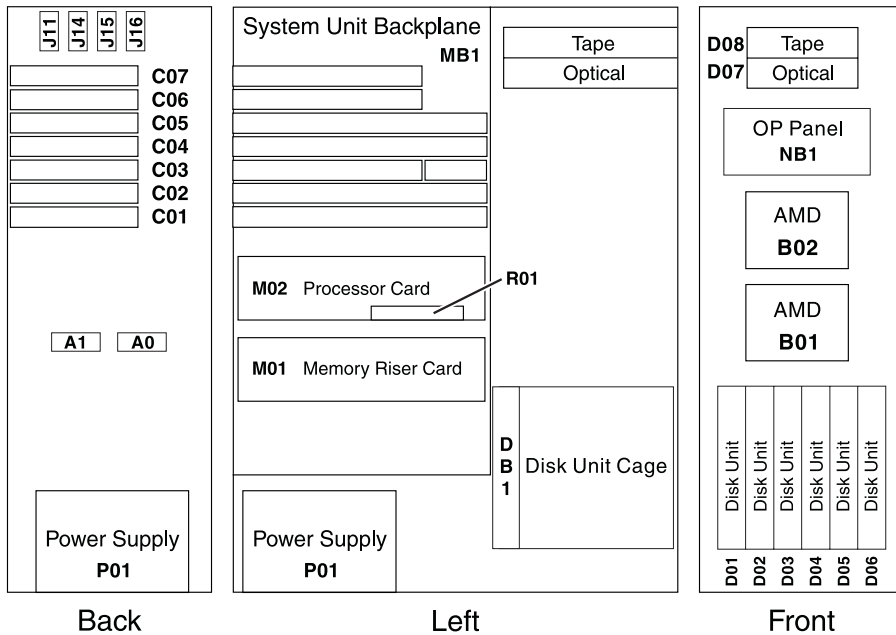 J11
J14
J15
J16
C07
C06
C05
C04
C03
C02
C01
A1
A0
Power Supply
P01
Back
System Unit Backplane
MB1
Tape
Optical
M02 Processor Card
R01
M01 Memory Riser Card
DB1
Disk Unit Cage
Power Supply
P01
Left
D08 Tape
D07 Optical
OP Panel
NB1
AMD
B02
AMD
B01
Disk Unit
Disk Unit
Disk Unit
Disk Unit
Disk Unit
Disk Unit
D01
D02
D03
D04
D05
D06
Front